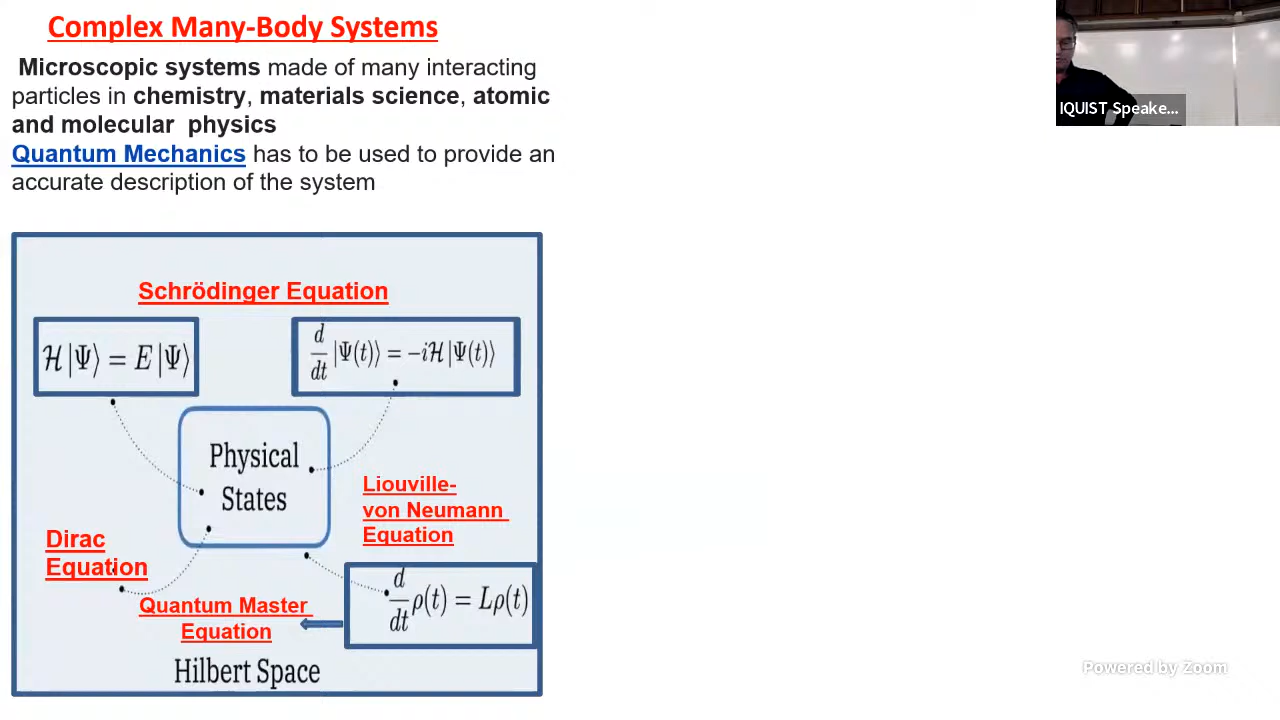 Complex Many-Body Systems
Microscopic systems made of many interacting
particles in chemistry, materials science, atomic
and molecular physics
Quantum Mechanics has to be used to provide an
accurate description of the system
IQUIST Speake...
Schrödinger Equation
ℋ|Ψ⟩ = E|Ψ⟩
d/dt |Ψ(t)⟩ = −iℋ|Ψ(t)⟩
Physical
States
Liouville-
von Neumann
Equation
Dirac
Equation
d/dt ρ(t) = Lρ(t)
Quantum Master
Equation
Hilbert Space
Powered by Zoom